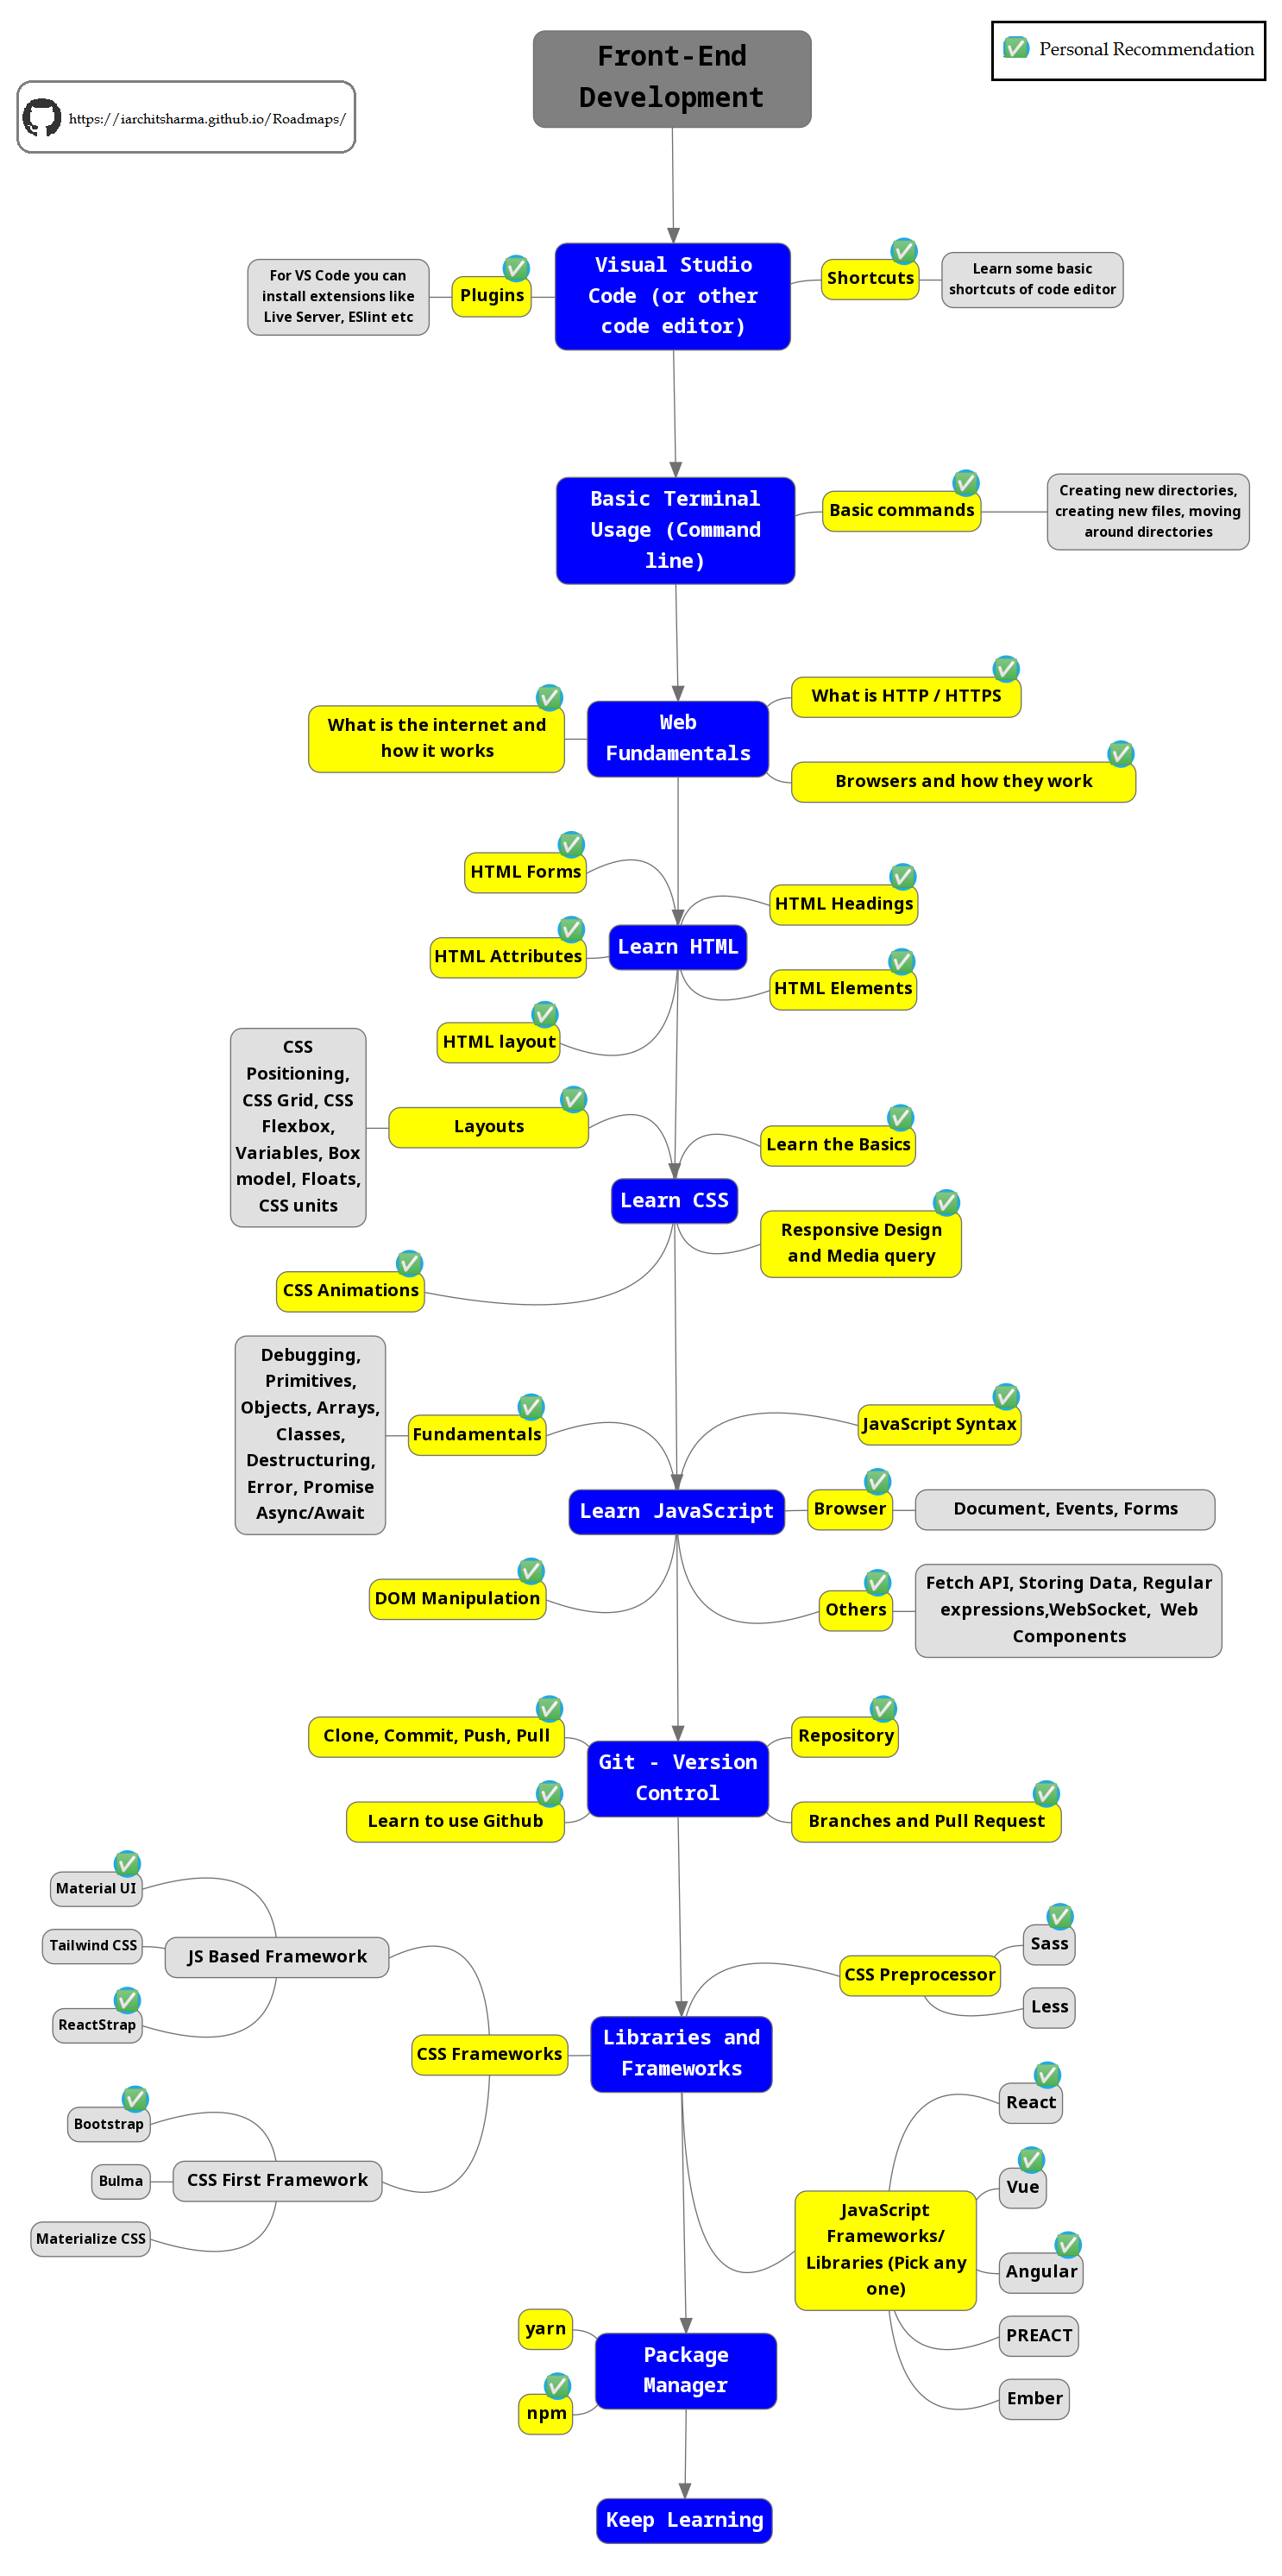 Front-End
Development
Personal Recommendation
https://iarchitsharma.github.io/Roadmaps/
For VS Code you can
install extensions like
Live Server, ESlint etc
Plugins
Visual Studio
Code (or other
code editor)
Shortcuts
Learn some basic
shortcuts of code editor
Basic Terminal
Usage (Command
line)
Basic commands
Creating new directories,
creating new files, moving
around directories
What is the internet and
how it works
Web
Fundamentals
What is HTTP / HTTPS
Browsers and how they work
HTML Forms
HTML Attributes
HTML layout
Learn HTML
HTML Headings
HTML Elements
CSS
Positioning,
CSS Grid, CSS
Flexbox,
Variables, Box
model, Floats,
CSS units
Layouts
CSS Animations
Learn CSS
Learn the Basics
Responsive Design
and Media query
Debugging,
Primitives,
Objects, Arrays,
Classes,
Destructuring,
Error, Promise
Async/Await
Fundamentals
DOM Manipulation
Learn JavaScript
JavaScript Syntax
Browser
Document, Events, Forms
Others
Fetch API, Storing Data, Regular
expressions,WebSocket,  Web
Components
Clone, Commit, Push, Pull
Learn to use Github
Git - Version
Control
Repository
Branches and Pull Request
Material UI
Tailwind CSS
ReactStrap
JS Based Framework
Bootstrap
Bulma
Materialize CSS
CSS First Framework
CSS Frameworks
Libraries and
Frameworks
CSS Preprocessor
Sass
Less
JavaScript
Frameworks/
Libraries (Pick any
one)
React
Vue
Angular
PREACT
Ember
yarn
npm
Package
Manager
Keep Learning